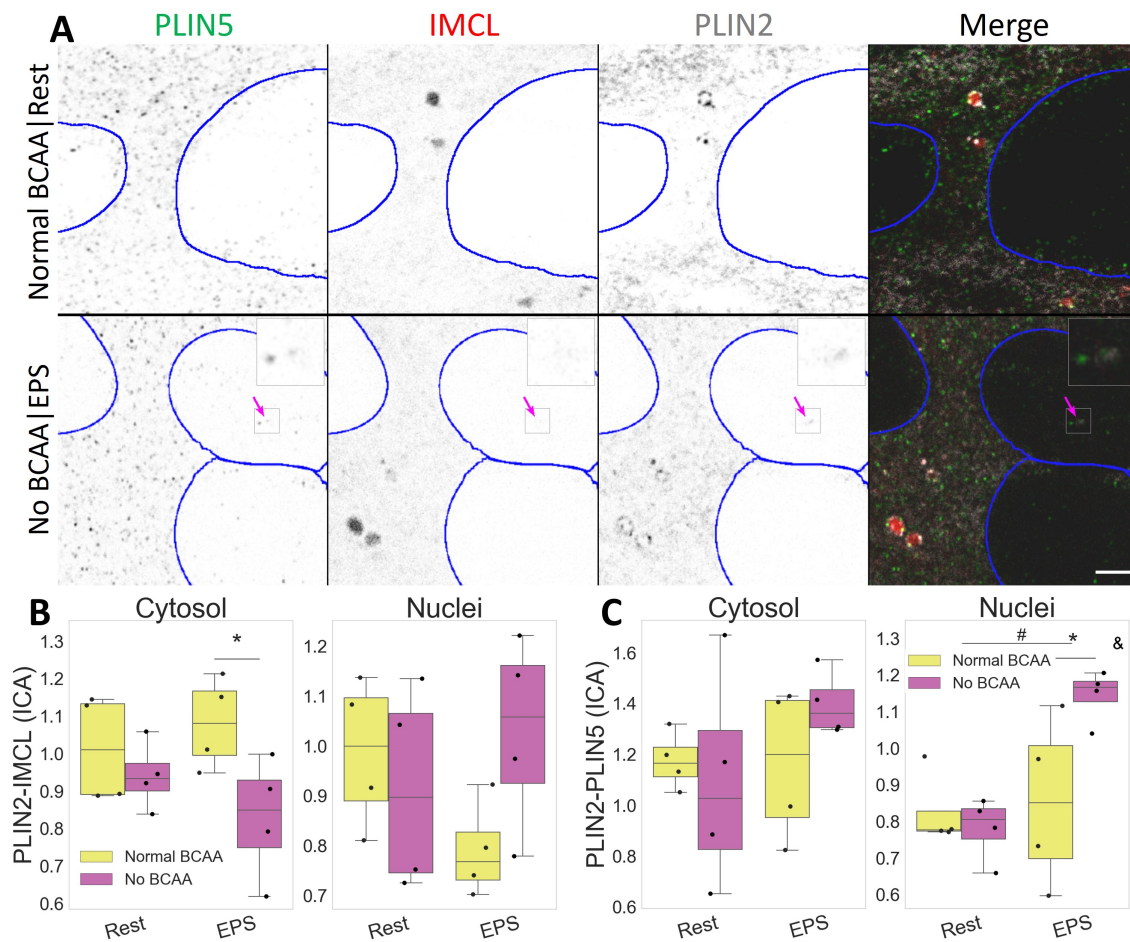 A
PLIN5 IMCL PLIN2 Merge
Normal BCAA|Rest
No BCAA|EPS
B Cytosol Nuclei
PLIN2-IMCL (ICA)
1.3
1.2
1.1
1.0
0.9
0.8
0.7
0.6
*
Normal BCAA
No BCAA
Rest EPS
1.2
1.1
1.0
0.9
0.8
0.7
Rest EPS
C Cytosol Nuclei
PLIN2-PLIN5 (ICA)
1.6
1.4
1.2
1.0
0.8
0.6
Rest EPS
1.3
1.2
1.1
1.0
0.9
0.8
0.7
0.6
# * &
Normal BCAA
No BCAA
Rest EPS